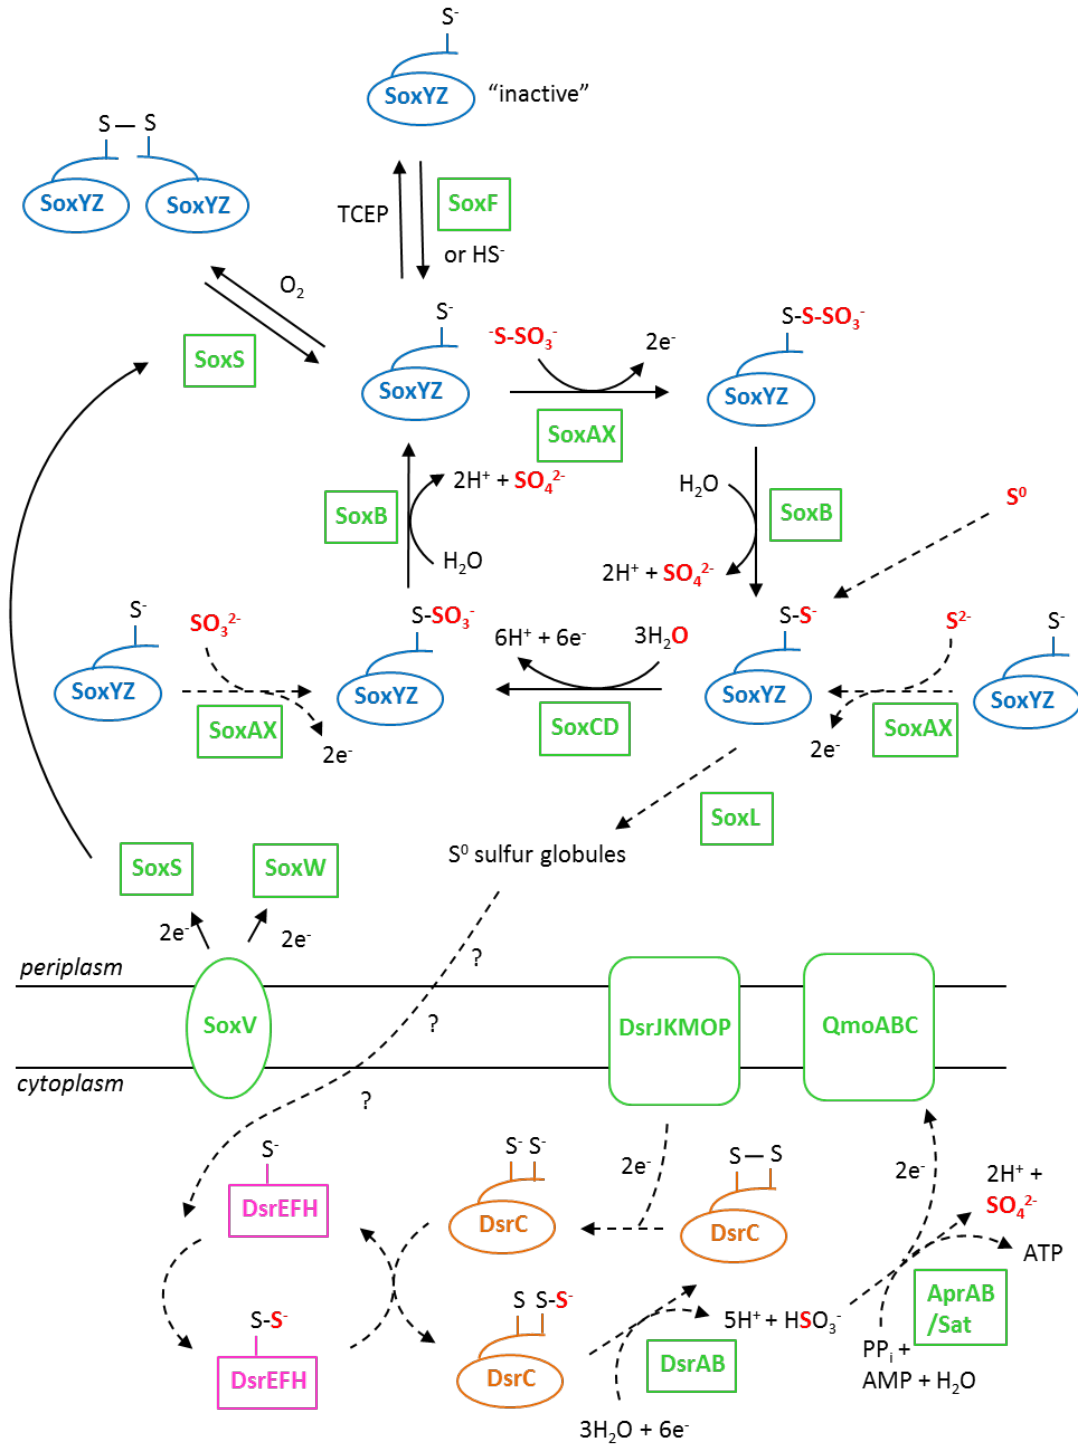 S⁻
SoxYZ
"inactive"
S — S
SoxYZ
SoxYZ
TCEP
SoxF
or HS⁻
O₂
SoxS
S⁻
SoxYZ
⁻S-SO₃⁻
2e⁻
SoxAX
S-S-SO₃⁻
SoxYZ
2H⁺ + SO₄²⁻
SoxB
H₂O
H₂O
SoxB
2H⁺ + SO₄²⁻
S⁰
S⁻
SoxYZ
SO₃²⁻
SoxAX
2e⁻
S-SO₃⁻
SoxYZ
6H⁺ + 6e⁻
3H₂O
SoxCD
S-S⁻
SoxYZ
S²⁻
2e⁻
SoxAX
S⁻
SoxYZ
SoxL
S⁰ sulfur globules
SoxS
SoxW
2e⁻
2e⁻
periplasm
SoxV
cytoplasm
?
?
?
DsrJKMOP
QmoABC
S⁻
DsrEFH
S⁻ S⁻
DsrC
2e⁻
S — S
DsrC
2e⁻
2H⁺ +
SO₄²⁻
ATP
AprAB
/Sat
S-S⁻
DsrEFH
S S-S⁻
DsrC
5H⁺ + HSO₃⁻
DsrAB
3H₂O + 6e⁻
PPᵢ +
AMP + H₂O